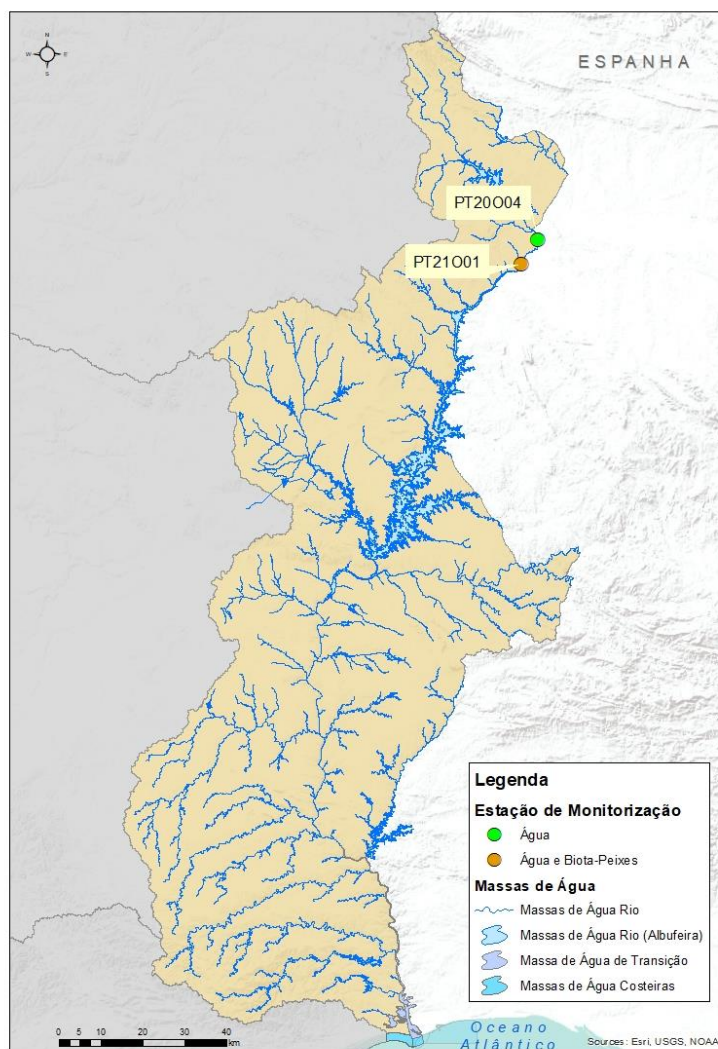 N
W E
S
ESPANHA
PT20O04
PT21O01
Legenda
Estação de Monitorização
Água
Água e Biota-Peixes
Massas de Água
Massas de Água Rio
Massas de Água Rio (Albufeira)
Massa de Água de Transição
Massas de Água Costeiras
0 5 10 20 30 40
km
Oceano
Atlântico
Sources: Esri, USGS, NOAA